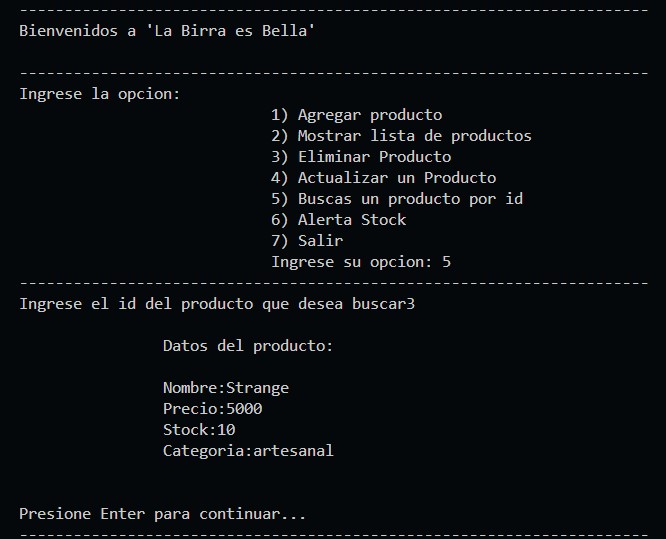 ----------------------------------------------------------------------
Bienvenidos a 'La Birra es Bella'
----------------------------------------------------------------------
Ingrese la opcion:
1) Agregar producto
2) Mostrar lista de productos
3) Eliminar Producto
4) Actualizar un Producto
5) Buscas un producto por id
6) Alerta Stock
7) Salir
Ingrese su opcion: 5
----------------------------------------------------------------------
Ingrese el id del producto que desea buscar3
Datos del producto:
Nombre:Strange
Precio:5000
Stock:10
Categoria:artesanal
Presione Enter para continuar...
----------------------------------------------------------------------